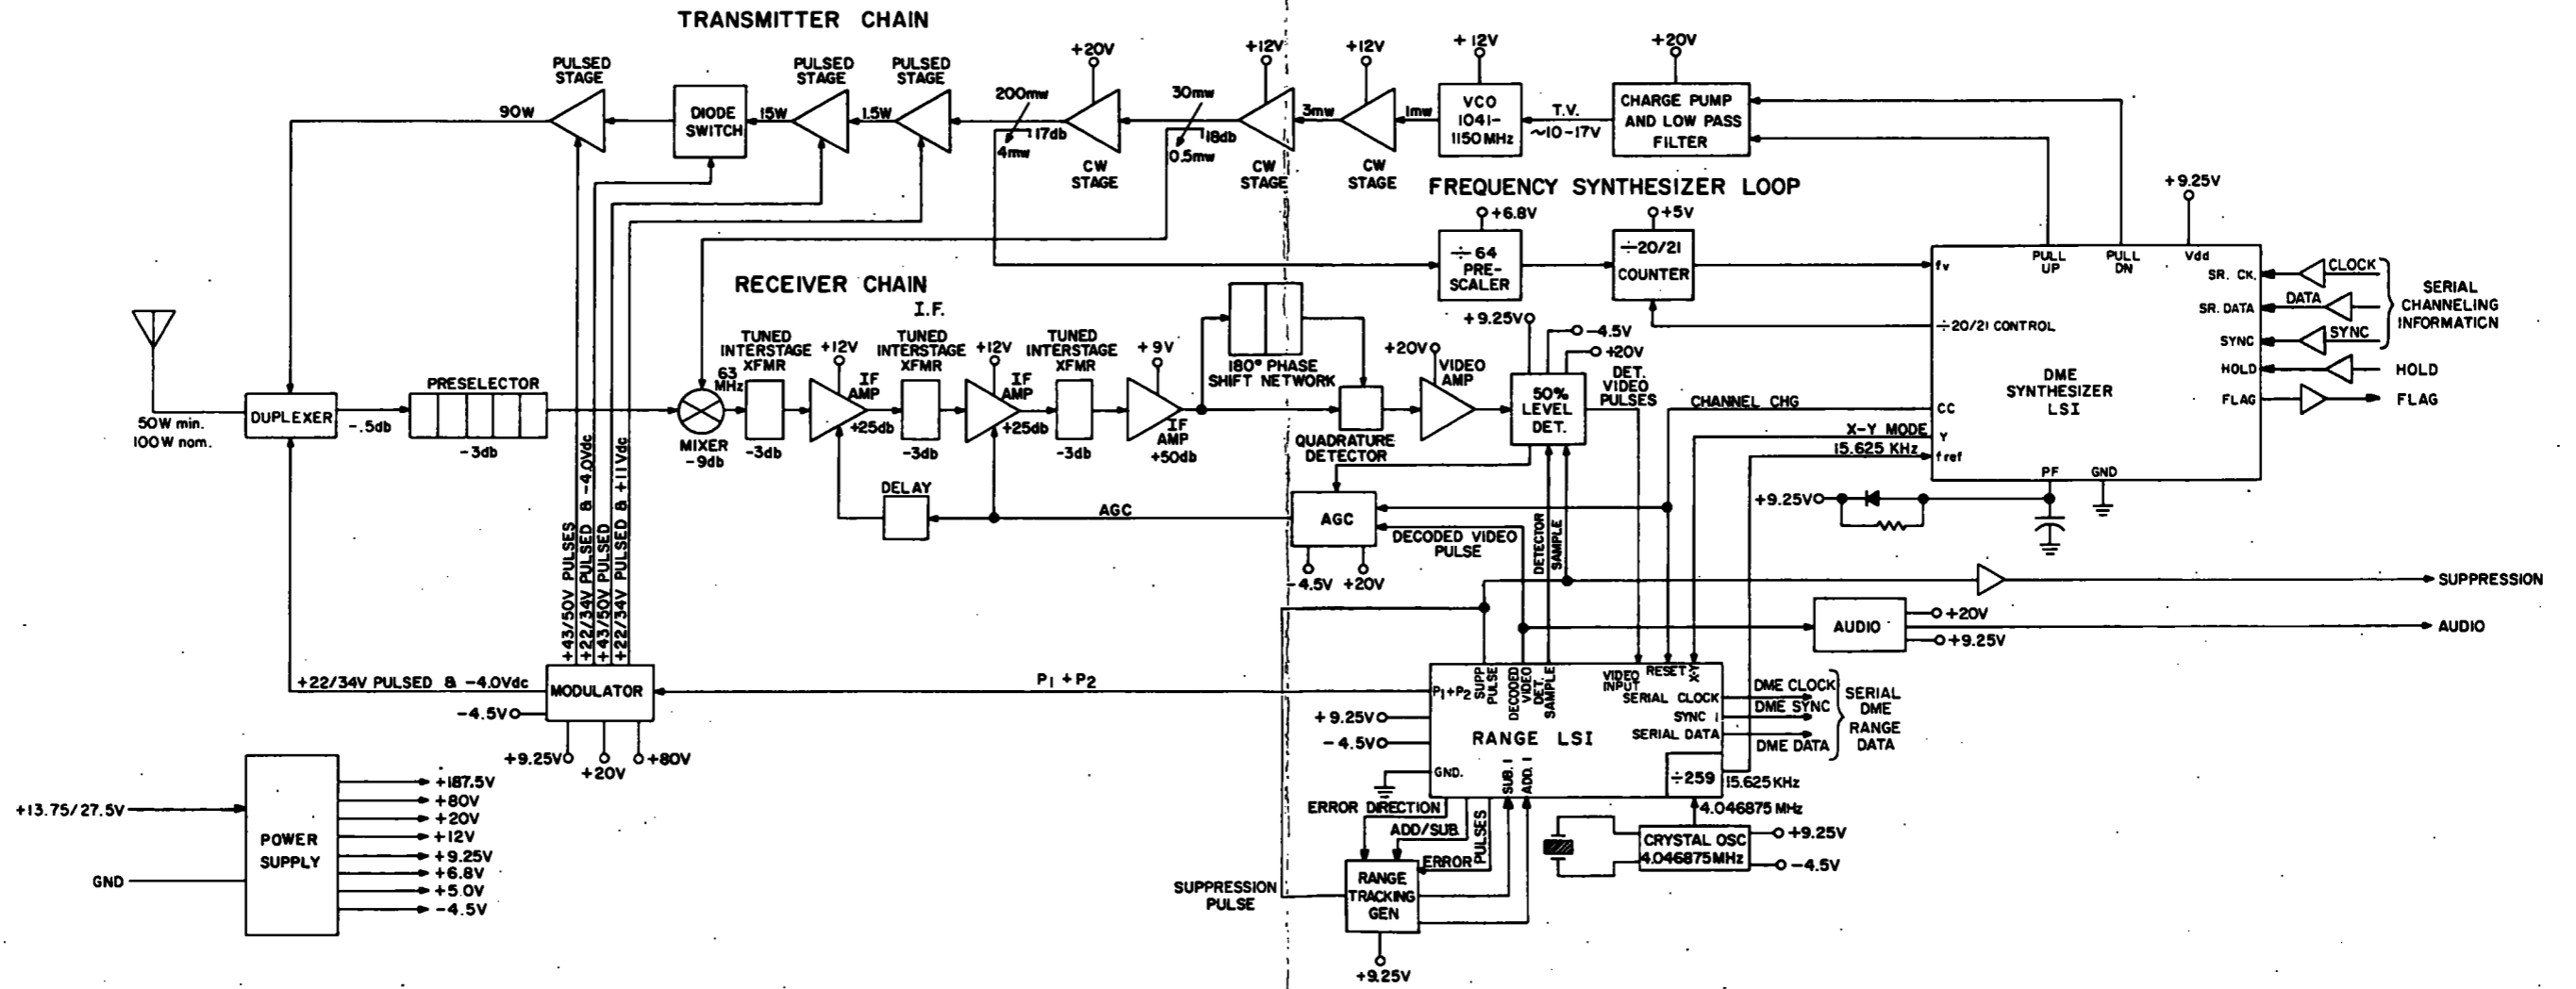 TRANSMITTER CHAIN
PULSED
STAGE
90W
DIODE
SWITCH
15W
PULSED
STAGE
1.5W
PULSED
STAGE
200mw
17db
4mw
+20V
CW
STAGE
30mw
18db
0.5mw
+12V
CW
STAGE
3mw
+12V
CW
STAGE
1mw
+12V
VCO
1041-
1150MHz
T.V.
~10-17V
+20V
CHARGE PUMP
AND LOW PASS
FILTER
FREQUENCY SYNTHESIZER LOOP
+6.8V
÷64
PRE-
SCALER
+5V
÷20/21
COUNTER
+9.25V
fv
PULL
UP
PULL
DN
Vdd
÷20/21 CONTROL
DME
SYNTHESIZER
LSI
CC
Y
fref
PF
GND
SR. CK.
SR. DATA
SYNC
HOLD
FLAG
CLOCK
DATA
SYNC
SERIAL
CHANNELING
INFORMATION
HOLD
FLAG
+9.25V
CHANNEL CHG
X-Y MODE
15.625 KHz
RECEIVER CHAIN
I.F.
50W min.
100W nom.
DUPLEXER
-.5db
PRESELECTOR
-3db
MIXER
-9db
63
MHz
TUNED
INTERSTAGE
XFMR
-3db
+12V
IF
AMP
+25db
TUNED
INTERSTAGE
XFMR
-3db
+12V
IF
AMP
+25db
TUNED
INTERSTAGE
XFMR
-3db
+9V
IF
AMP
+50db
180° PHASE
SHIFT NETWORK
QUADRATURE
DETECTOR
+20V
VIDEO
AMP
+9.25V
-4.5V
+20V
50%
LEVEL
DET.
DET.
VIDEO
PULSES
DELAY
AGC
AGC
-4.5V
+20V
DECODED VIDEO
PULSE
DETECTOR
SAMPLE
SUPPRESSION
AUDIO
+20V
+9.25V
AUDIO
+43/50V PULSES
+22/34V PULSED & -4.0Vdc
+43/50V PULSED
+22/34V PULSED & +11Vdc
+22/34V PULSED & -4.0Vdc
MODULATOR
-4.5V
+9.25V
+20V
+80V
P1 + P2
P1+P2
SUPP
PULSE
DECODED
VIDEO
DET.
SAMPLE
VIDEO
INPUT
RESET
X-Y
SERIAL CLOCK
SYNC 1
SERIAL DATA
RANGE LSI
+9.25V
-4.5V
GND.
SUB. 1
ADD. 1
÷259
DME CLOCK
DME SYNC
DME DATA
SERIAL
DME
RANGE
DATA
15.625KHz
4.046875MHz
CRYSTAL OSC
4.046875MHz
+9.25V
-4.5V
ERROR DIRECTION
ADD/SUB.
ERROR
PULSES
RANGE
TRACKING
GEN
+9.25V
SUPPRESSION
PULSE
+13.75/27.5V
GND
POWER
SUPPLY
+187.5V
+80V
+20V
+12V
+9.25V
+6.8V
+5.0V
-4.5V